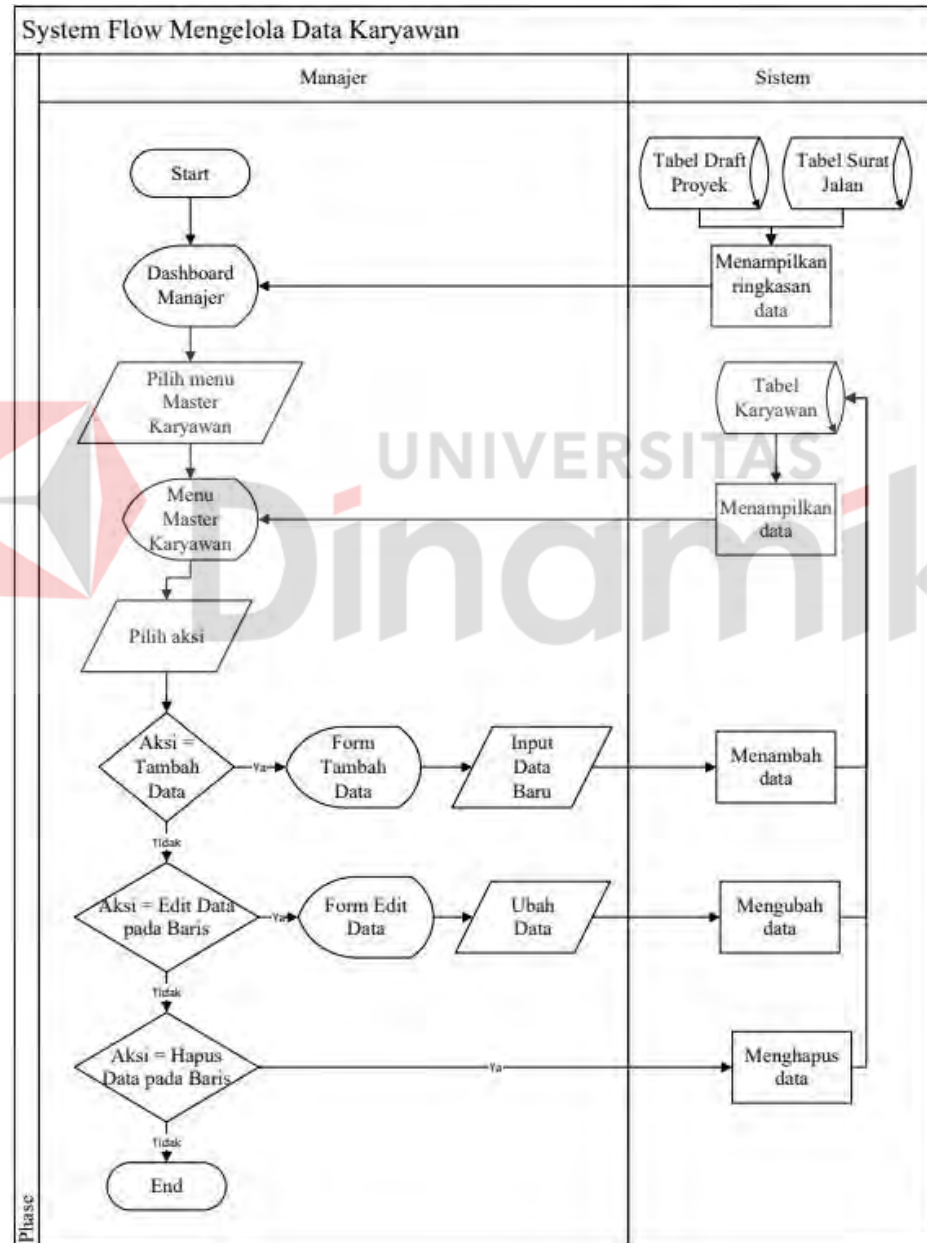 System Flow Mengelola Data Karyawan
Manajer
Sistem
Start
Tabel Draft
Proyek
Tabel Surat
Jalan
Dashboard
Manajer
Menampilkan
ringkasan
data
Pilih menu
Master
Karyawan
Tabel
Karyawan
UNIVERSITAS
Dinamik
Menu
Master
Karyawan
Menampilkan
data
Pilih aksi
Aksi =
Tambah
Data
Ya
Form
Tambah
Data
Input
Data
Baru
Menambah
data
Tidak
Aksi = Edit Data
pada Baris
Ya
Form Edit
Data
Ubah
Data
Mengubah
data
Tidak
Aksi = Hapus
Data pada Baris
Ya
Menghapus
data
Tidak
End
Phase